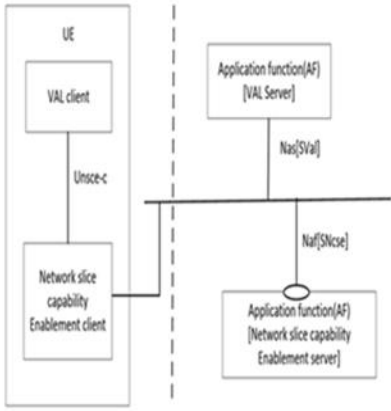 UE
VAL client
Unsce-c
Network slice
capability
Enablement client
Application function(AF)
[VAL Server]
Nas[SVal]
Naf[SNcse]
Application function(AF)
[Network slice capability
Enablement server]